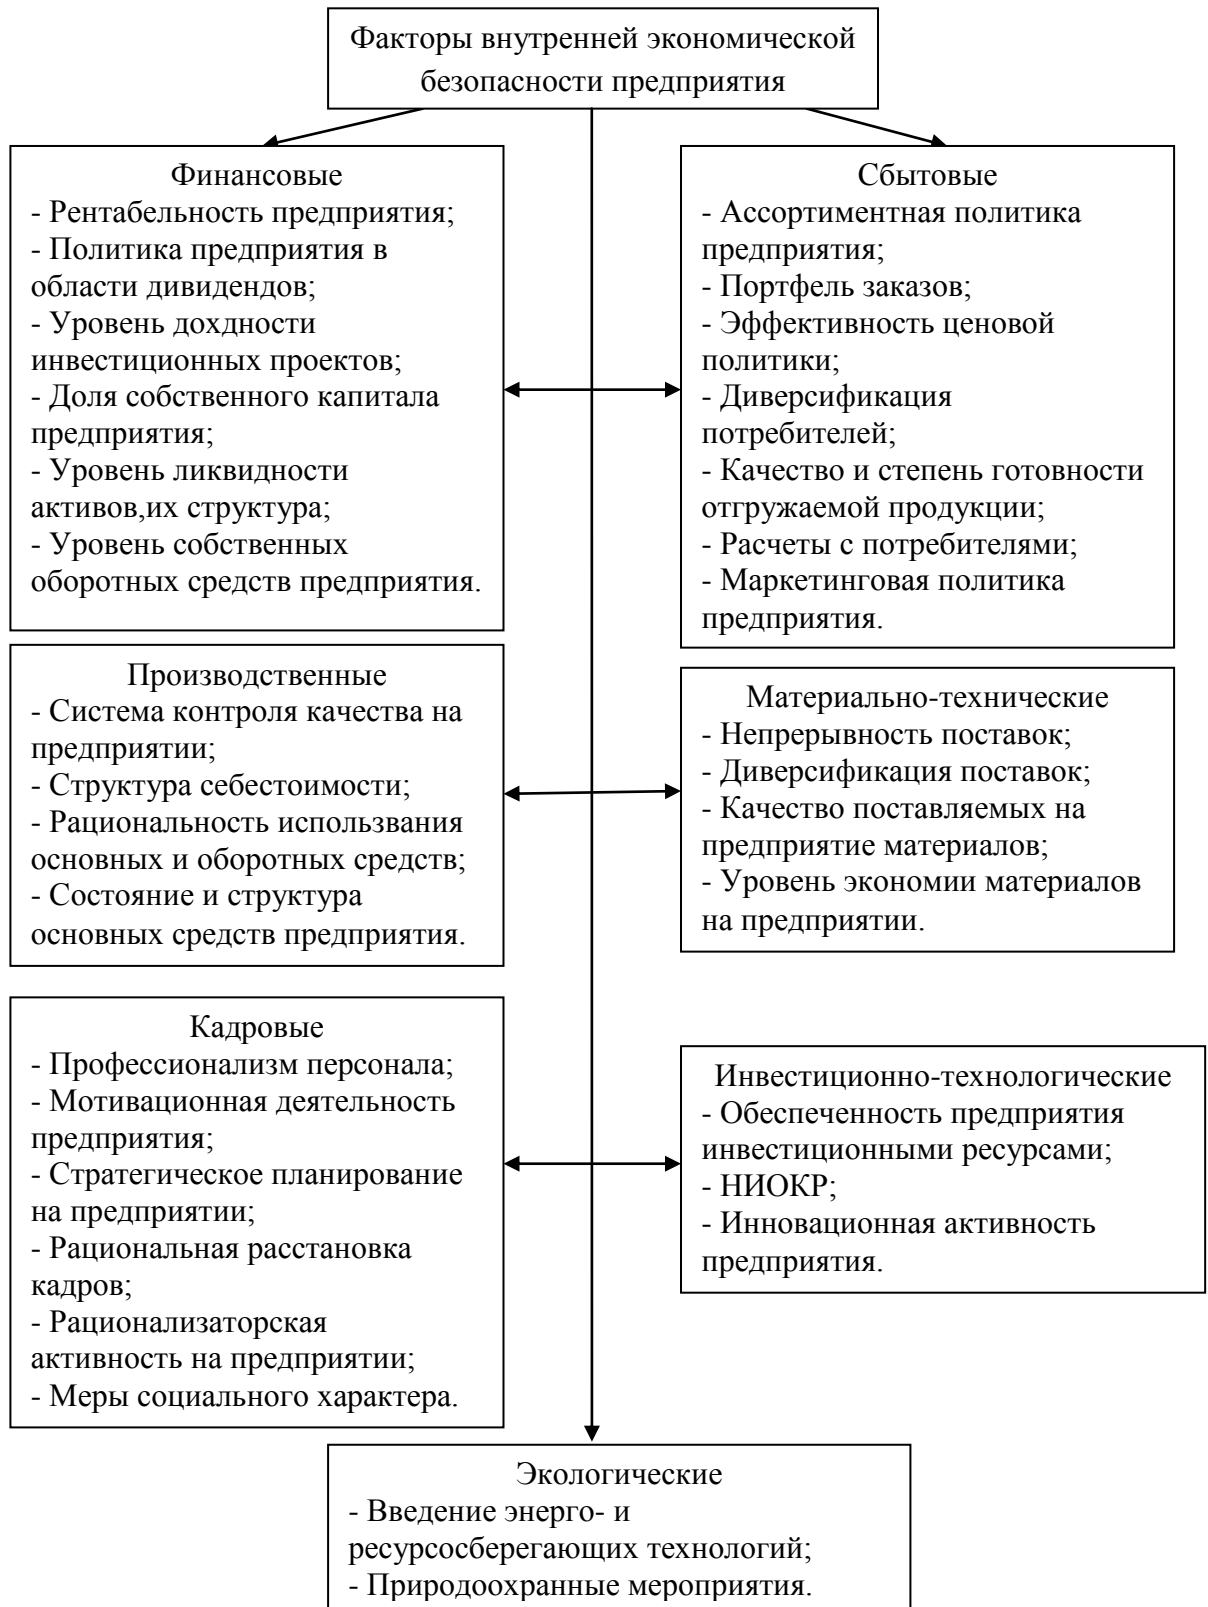 Факторы внутренней экономической
безопасности предприятия
Финансовые
- Рентабельность предприятия;
- Политика предприятия в
области дивидендов;
- Уровень дохдности
инвестиционных проектов;
- Доля собственного капитала
предприятия;
- Уровень ликвидности
активов,их структура;
- Уровень собственных
оборотных средств предприятия.
Сбытовые
- Ассортиментная политика
предприятия;
- Портфель заказов;
- Эффективность ценовой
политики;
- Диверсификация
потребителей;
- Качество и степень готовности
отгружаемой продукции;
- Расчеты с потребителями;
- Маркетинговая политика
предприятия.
Производственные
- Система контроля качества на
предприятии;
- Структура себестоимости;
- Рациональность использвания
основных и оборотных средств;
- Состояние и структура
основных средств предприятия.
Материально-технические
- Непрерывность поставок;
- Диверсификация поставок;
- Качество поставляемых на
предприятие материалов;
- Уровень экономии материалов
на предприятии.
Кадровые
- Профессионализм персонала;
- Мотивационная деятельность
предприятия;
- Стратегическое планирование
на предприятии;
- Рациональная расстановка
кадров;
- Рационализаторская
активность на предприятии;
- Меры социального характера.
Инвестиционно-технологические
- Обеспеченность предприятия
инвестиционными ресурсами;
- НИОКР;
- Инновационная активность
предприятия.
Экологические
- Введение энерго- и
ресурсосберегающих технологий;
- Природоохранные мероприятия.